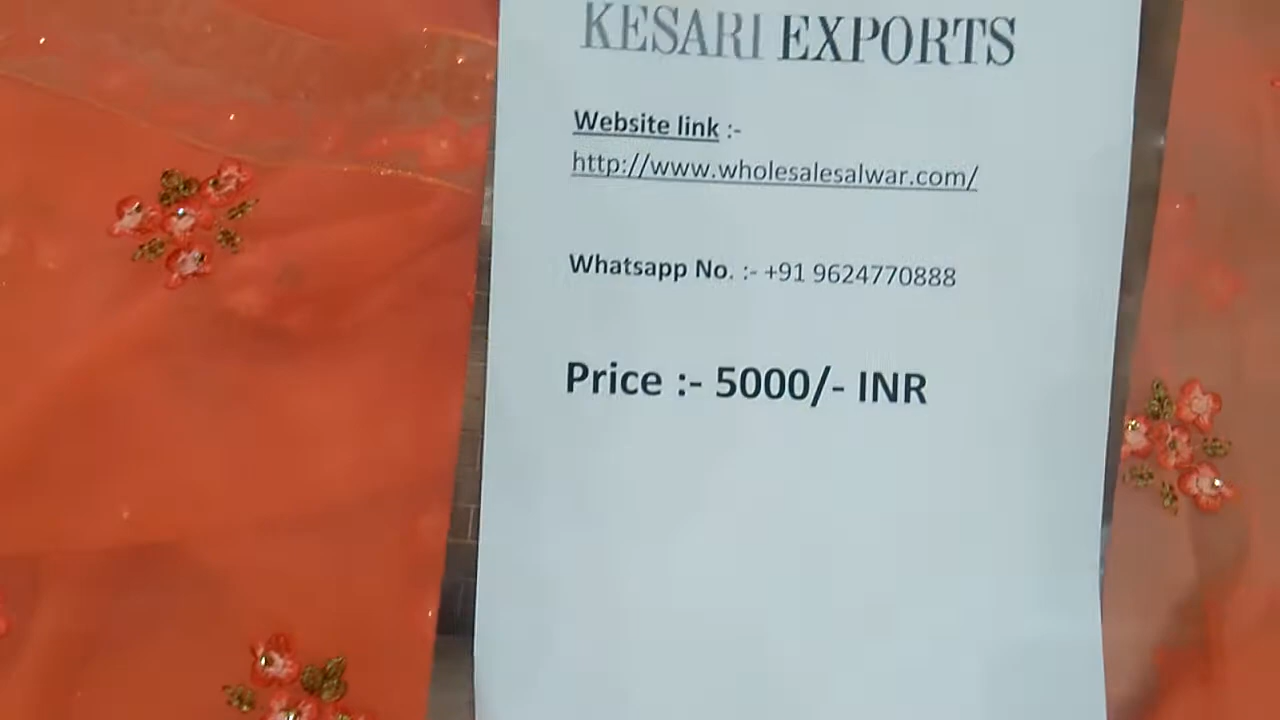 KESARI EXPORTS
Website link :-
http://www.wholesalesalwar.com/
Whatsapp No. :- +91 9624770888
Price :- 5000/- INR